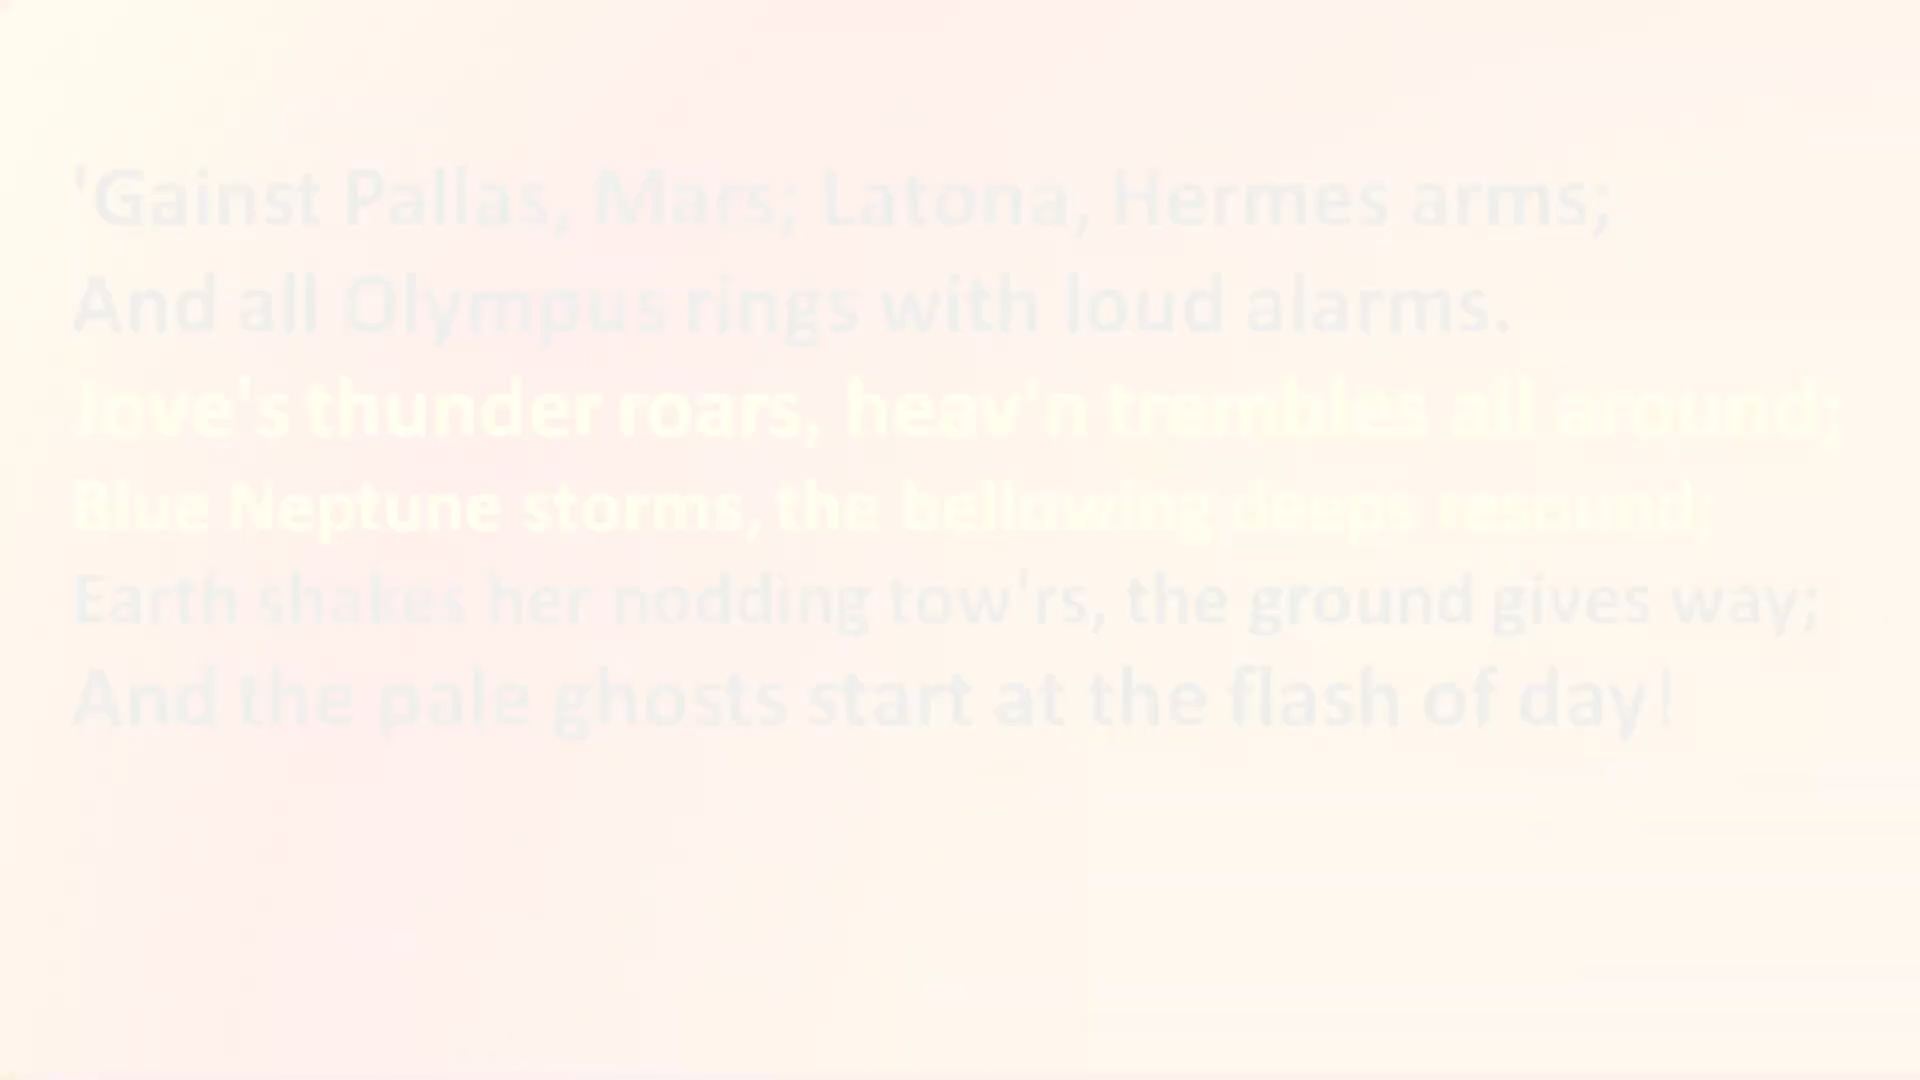 'Gainst Pallas, Mars; Latona, Hermes arms;
And all Olympus rings with loud alarms.
Jove's thunder roars, heav'n trembles all around;
Blue Neptune storms, the bellowing deeps resound;
Earth shakes her nodding tow'rs, the ground gives way;
And the pale ghosts start at the flash of day!